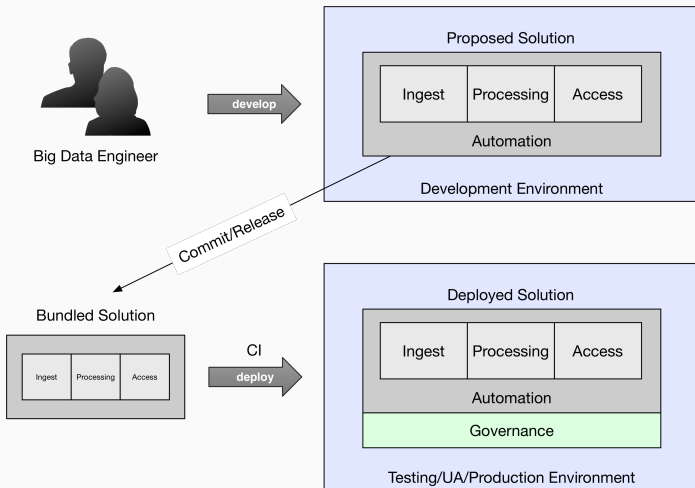 Proposed Solution
Ingest
Processing
Access
Automation
Development Environment
develop
Big Data Engineer
Commit/Release
Bundled Solution
Ingest
Processing
Access
CI
deploy
Deployed Solution
Ingest
Processing
Access
Automation
Governance
Testing/UA/Production Environment